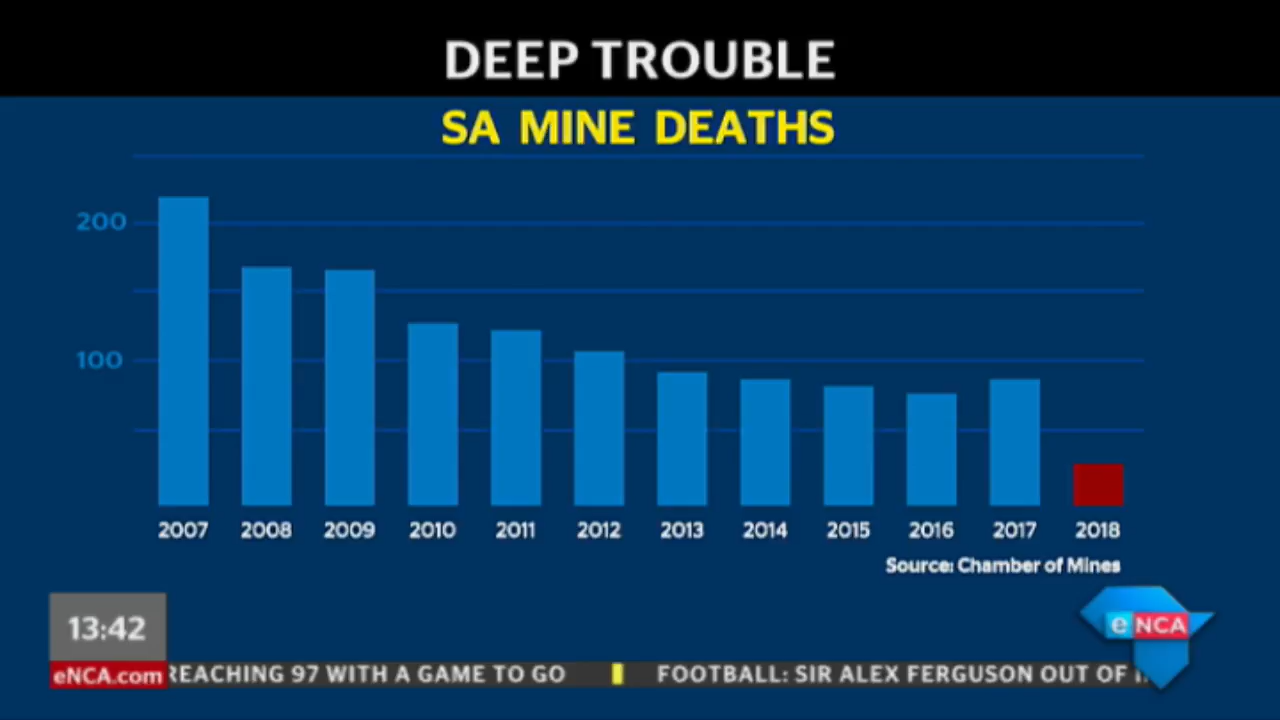 DEEP TROUBLE
SA MINE DEATHS
200
100
2007 2008 2009 2010 2011 2012 2013 2014 2015 2016 2017 2018
Source: Chamber of Mines
13:42
eNCA
eNCA.com REACHING 97 WITH A GAME TO GO FOOTBALL: SIR ALEX FERGUSON OUT OF